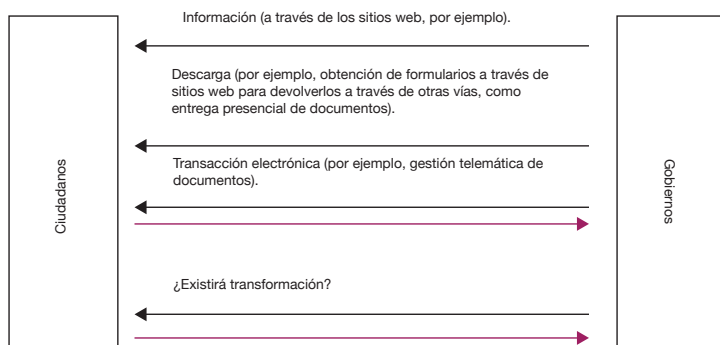 Información (a través de los sitios web, por ejemplo).
Descarga (por ejemplo, obtención de formularios a través de
sitios web para devolverlos a través de otras vías, como
entrega presencial de documentos).
Transacción electrónica (por ejemplo, gestión telemática de
documentos).
¿Existirá transformación?
Ciudadanos
Gobiernos